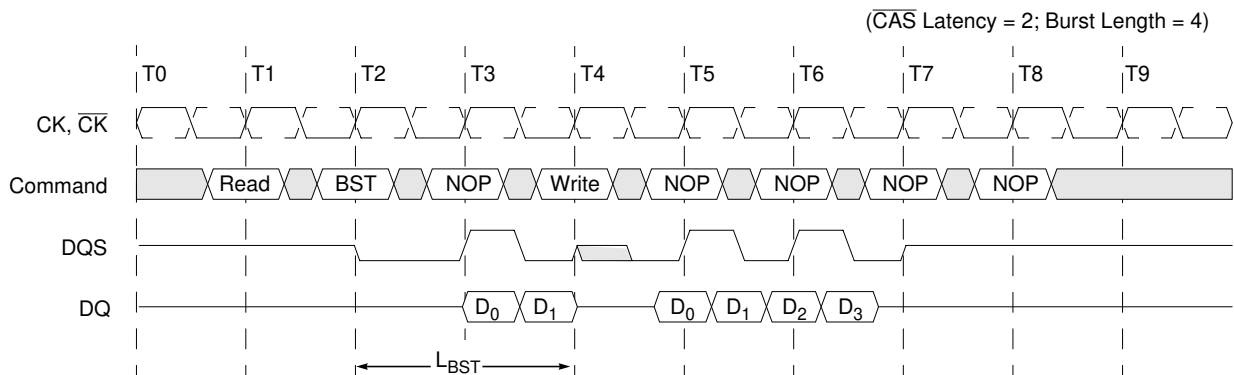 (CAS Latency = 2; Burst Length = 4)
T0 T1 T2 T3 T4 T5 T6 T7 T8 T9
CK, CK
Command Read BST NOP Write NOP NOP NOP NOP
DQS
DQ D0 D1 D0 D1 D2 D3
LBST